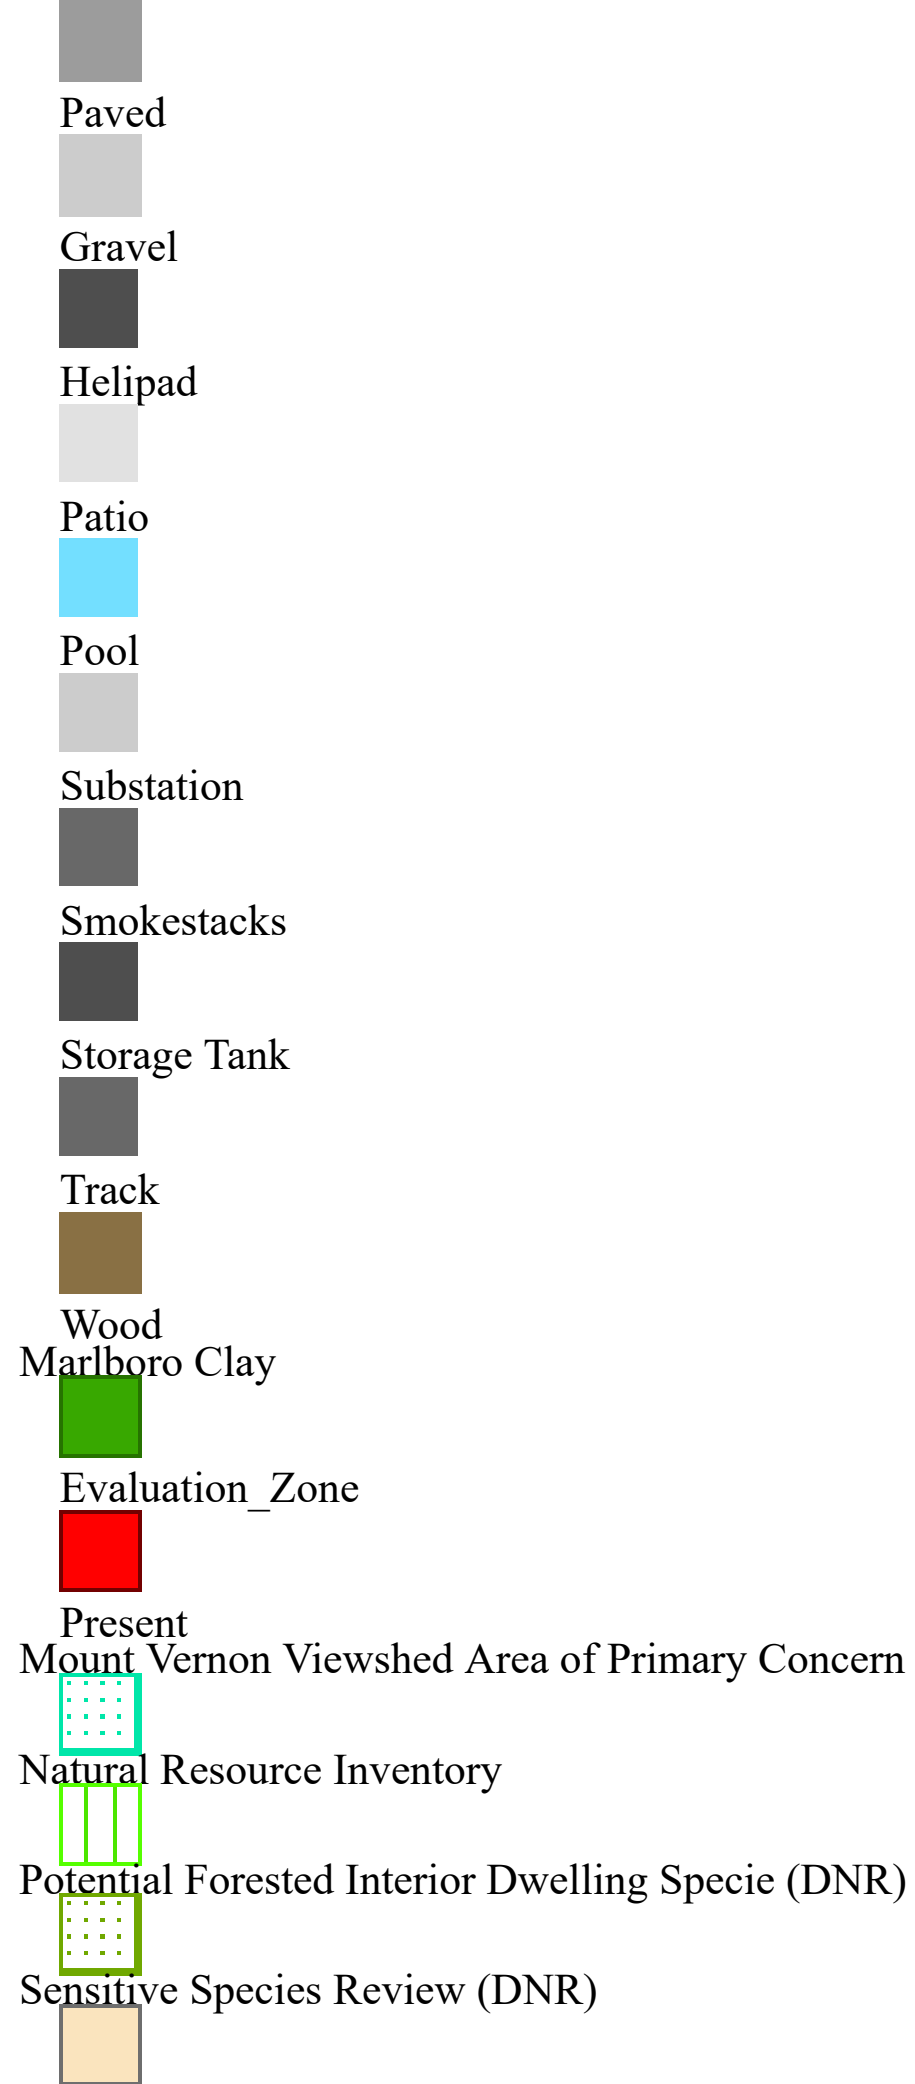 Paved
Gravel
Helipad
Patio
Pool
Substation
Smokestacks
Storage Tank
Track
Wood
Marlboro Clay
Evaluation_Zone
Present
Mount Vernon Viewshed Area of Primary Concern
Natural Resource Inventory
Potential Forested Interior Dwelling Specie (DNR)
Sensitive Species Review (DNR)